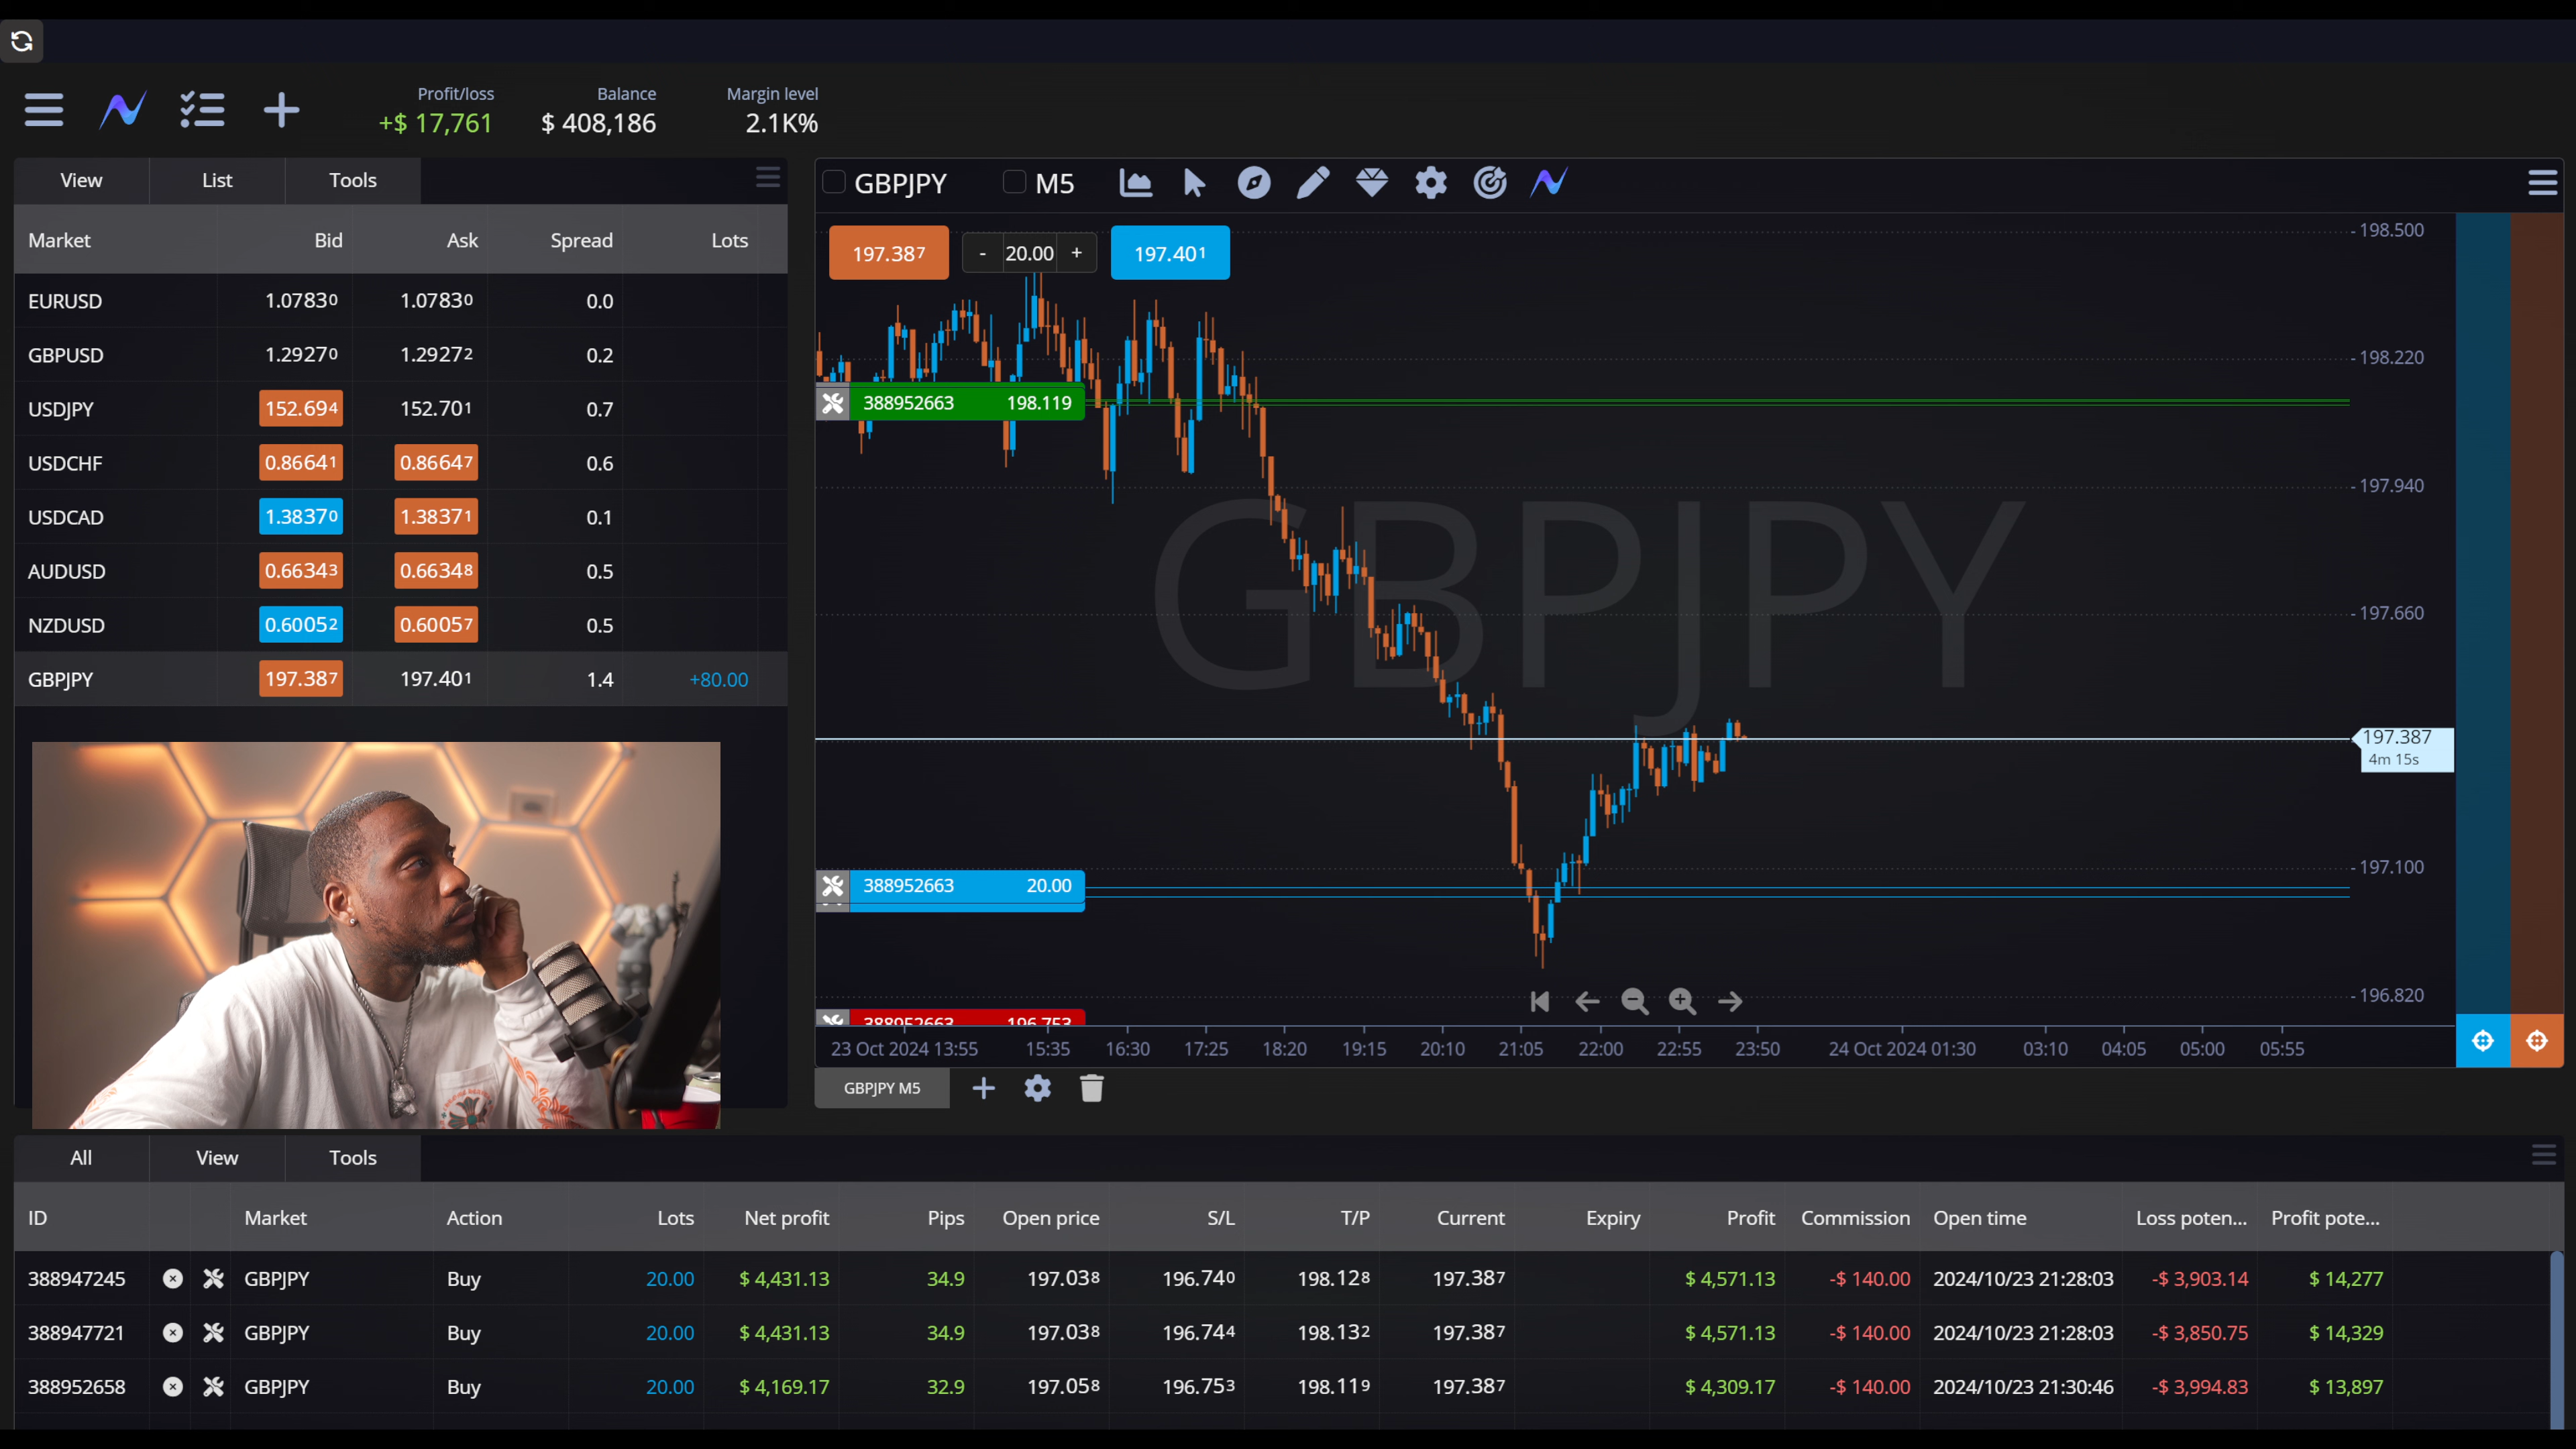 Profit/loss Balance Margin level
+$ 17,761 $ 408,186 2.1K%
View List Tools
Market Bid Ask Spread Lots
EURUSD 1.07830 1.07830 0.0
GBPUSD 1.29270 1.29272 0.2
USDJPY 152.694 152.701 0.7
USDCHF 0.86641 0.86647 0.6
USDCAD 1.38370 1.38371 0.1
AUDUSD 0.66343 0.66348 0.5
NZDUSD 0.60052 0.60057 0.5
GBPJPY 197.387 197.401 1.4 +80.00
GBPJPY M5
197.387 - 20.00 + 197.401
198.500
198.220
388952663 198.119
197.940
GBPJPY
197.660
197.387
4m 15s
388952663 20.00
197.100
196.820
388952663 196.753
23 Oct 2024 13:55 15:35 16:30 17:25 18:20 19:15 20:10 21:05 22:00 22:55 23:50 24 Oct 2024 01:30 03:10 04:05 05:00 05:55
GBPJPY M5
All View Tools
ID Market Action Lots Net profit Pips Open price S/L T/P Current Expiry Profit Commission Open time Loss poten... Profit pote...
388947245 GBPJPY Buy 20.00 $ 4,431.13 34.9 197.038 196.740 198.128 197.387 $ 4,571.13 -$ 140.00 2024/10/23 21:28:03 -$ 3,903.14 $ 14,277
388947721 GBPJPY Buy 20.00 $ 4,431.13 34.9 197.038 196.744 198.132 197.387 $ 4,571.13 -$ 140.00 2024/10/23 21:28:03 -$ 3,850.75 $ 14,329
388952658 GBPJPY Buy 20.00 $ 4,169.17 32.9 197.058 196.753 198.119 197.387 $ 4,309.17 -$ 140.00 2024/10/23 21:30:46 -$ 3,994.83 $ 13,897